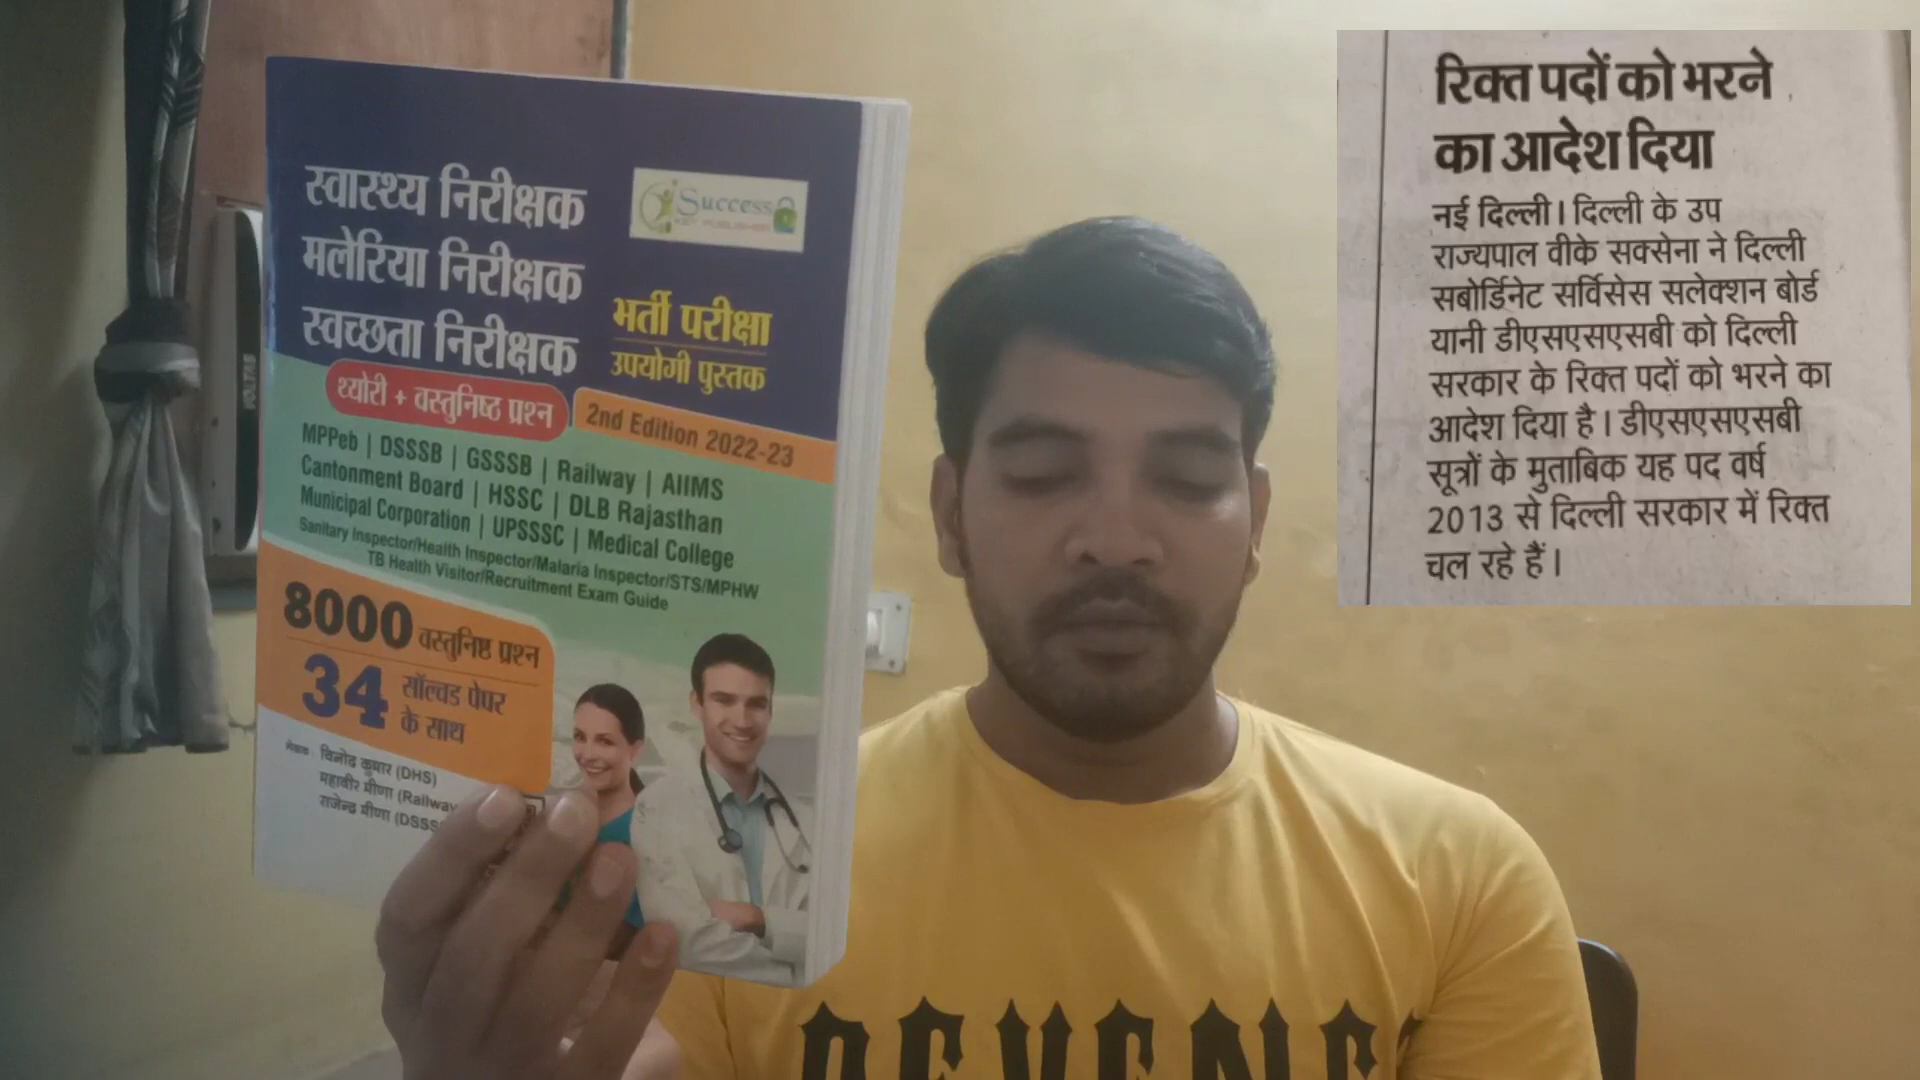 स्वास्थ्य निरीक्षक
मलेरिया निरीक्षक
स्वच्छता निरीक्षक
Success
भर्ती परीक्षा
उपयोगी पुस्तक
थ्योरी + वस्तुनिष्ठ प्रश्न
2nd Edition 2022-23
MPPeb | DSSSB | GSSSB | Railway | AIIMS
Cantonment Board | HSSC | DLB Rajasthan
Municipal Corporation | UPSSSC | Medical College
Sanitary Inspector/Health Inspector/Malaria Inspector/STS/MPHW
TB Health Visitor/Recruitment Exam Guide
8000 वस्तुनिष्ठ प्रश्न
34 सॉल्वड पेपर
के साथ
लेखक : विनोद कुमार (DHS)
महावीर मीणा (Railway
राजेन्द्र मीणा (DSSS
VOLTAS
रिक्त पदों को भरने
का आदेश दिया
नई दिल्ली। दिल्ली के उप
राज्यपाल वीके सक्सेना ने दिल्ली
सबोर्डिनेट सर्विसेस सलेक्शन बोर्ड
यानी डीएसएसएसबी को दिल्ली
सरकार के रिक्त पदों को भरने का
आदेश दिया है। डीएसएसएसबी
सूत्रों के मुताबिक यह पद वर्ष
2013 से दिल्ली सरकार में रिक्त
चल रहे हैं।